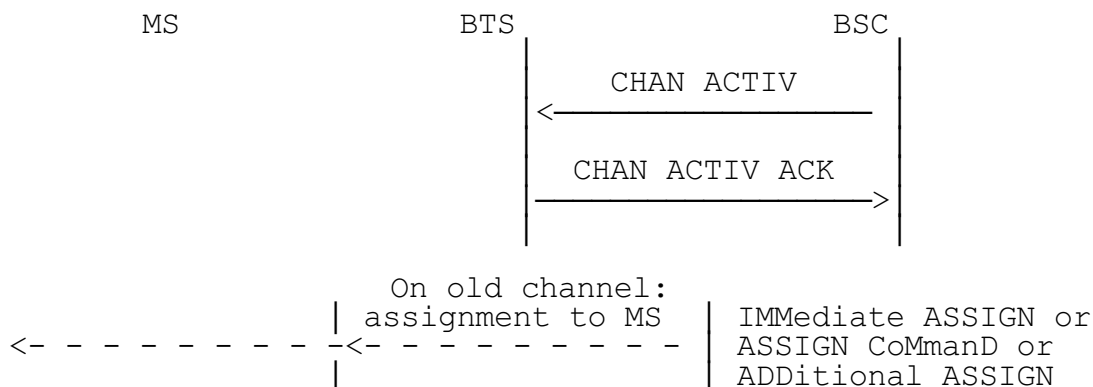 MS BTS BSC
CHAN ACTIV
CHAN ACTIV ACK
On old channel:
assignment to MS IMMediate ASSIGN or
ASSIGN CoMmanD or
ADDitional ASSIGN